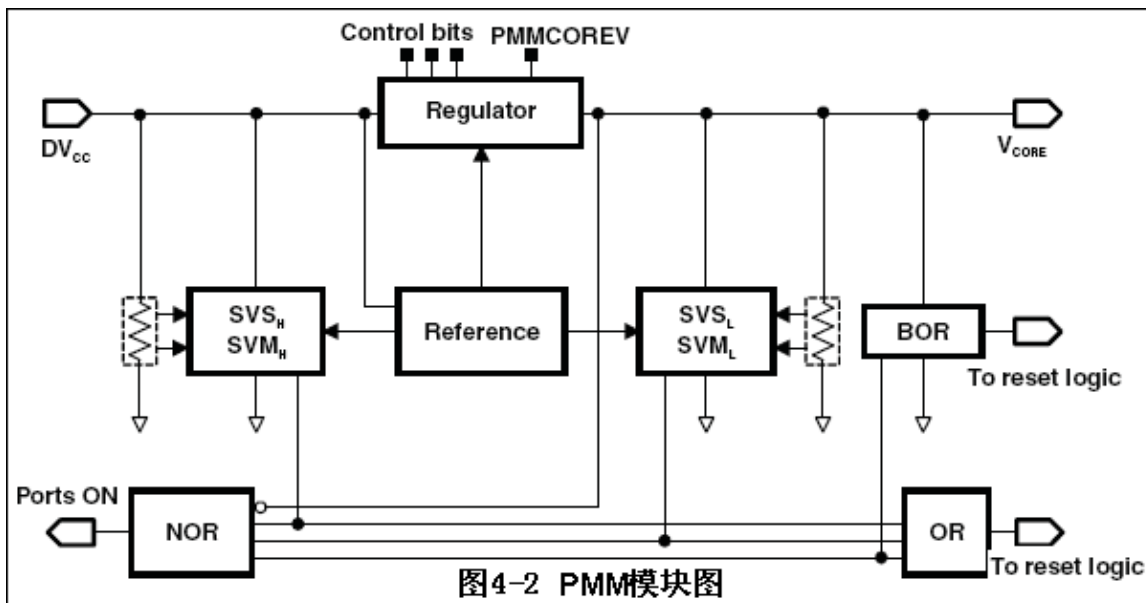 Control bits
PMMCOREV
Regulator
DVCC
VCORE
SVSH
SVMH
Reference
SVSL
SVML
BOR
To reset logic
Ports ON
NOR
OR
To reset logic
图4-2 PMM模块图